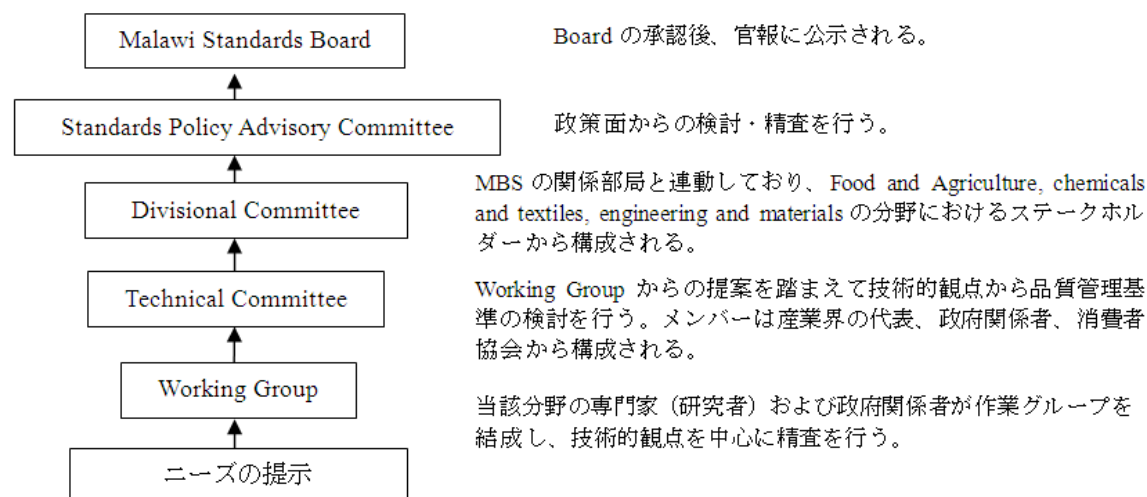 Malawi Standards Board
Board の承認後、官報に公示される。
Standards Policy Advisory Committee
政策面からの検討・精査を行う。
Divisional Committee
MBS の関係部局と連動しており、Food and Agriculture, chemicals
and textiles, engineering and materials の分野におけるステークホル
ダーから構成される。
Technical Committee
Working Group からの提案を踏まえて技術的観点から品質管理基
準の検討を行う。メンバーは産業界の代表、政府関係者、消費者
協会から構成される。
Working Group
当該分野の専門家（研究者）および政府関係者が作業グループを
結成し、技術的観点を中心に精査を行う。
ニーズの提示